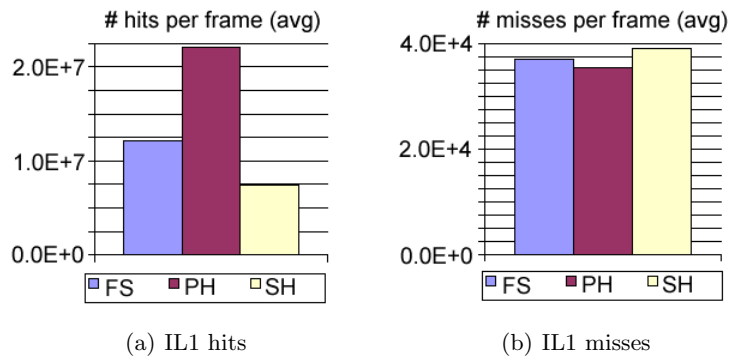 # hits per frame (avg)
2.0E+7
1.0E+7
0.0E+0
FS PH SH
(a) IL1 hits
# misses per frame (avg)
4.0E+4
2.0E+4
0.0E+0
FS PH SH
(b) IL1 misses